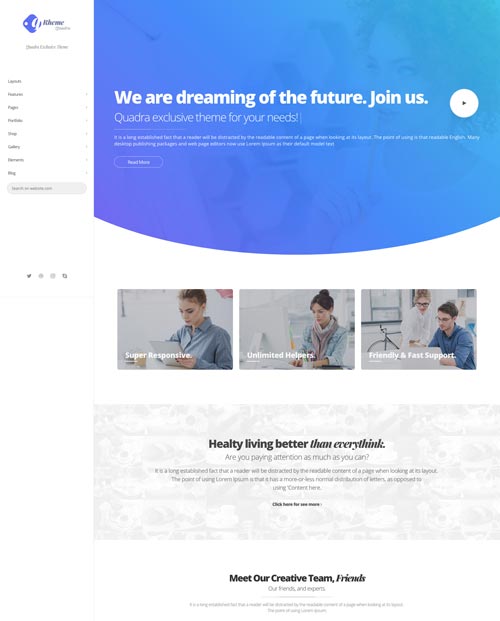 Rheme
Quadra
Quadra Exclusive Theme
Layouts
Features
Pages
Portfolio
Shop
Gallery
Elements
Blog
Search on website.com
We are dreaming of the future. Join us.
Quadra exclusive theme for your needs!
It is a long established fact that a reader will be distracted by the readable content of a page when looking at its layout. The point of using is that readable English. Many
desktop publishing packages and web page editors now use Lorem Ipsum as their default model text
Read More
Super Responsive.
Unlimited Helpers.
Friendly & Fast Support.
Healty living better than everythink.
Are you paying attention as much as you can?
It is a long established fact that a reader will be distracted by the readable content of a page when looking at its layout.
The point of using Lorem Ipsum is that it has a more-or-less normal distribution of letters, as opposed to
using 'Content here.
Click here for see more ›
Meet Our Creative Team, Friends
Our friends, and experts.
It is a long established fact that a reader will be distracted by the readable content of a page when looking at its layout.
The point of using Lorem Ipsum.